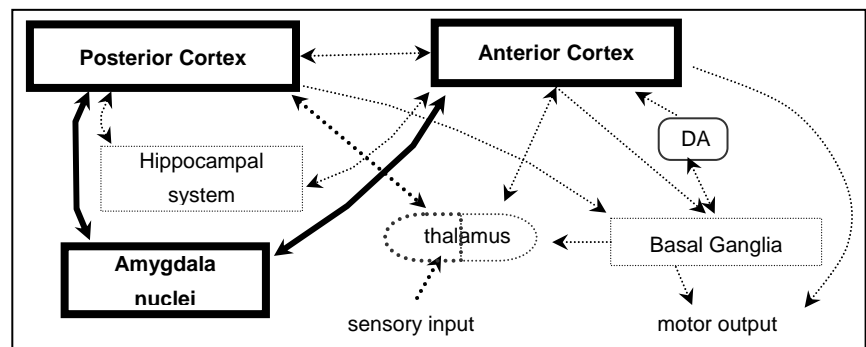 Posterior Cortex
Anterior Cortex
DA
Hippocampal
system
thalamus
Basal Ganglia
Amygdala
nuclei
sensory input
motor output